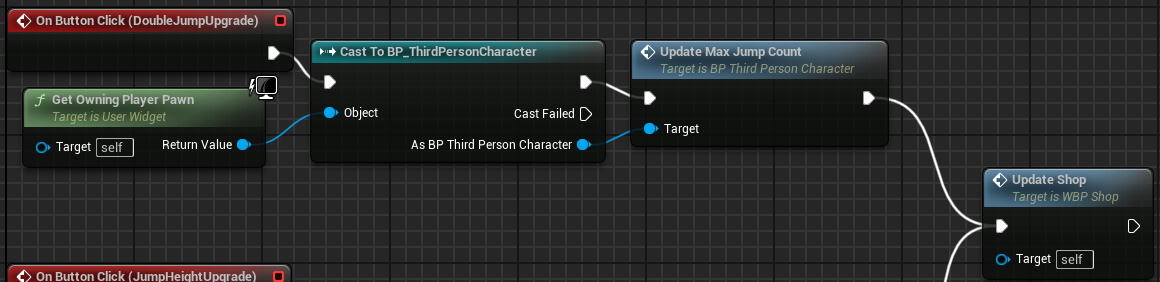 On Button Click (DoubleJumpUpgrade)
Cast To BP_ThirdPersonCharacter
Object
Cast Failed
As BP Third Person Character
Update Max Jump Count
Target is BP Third Person Character
Target
f Get Owning Player Pawn
Target is User Widget
Target self Return Value
Update Shop
Target is WBP Shop
Target self
On Button Click (JumpHeightUpgrade)